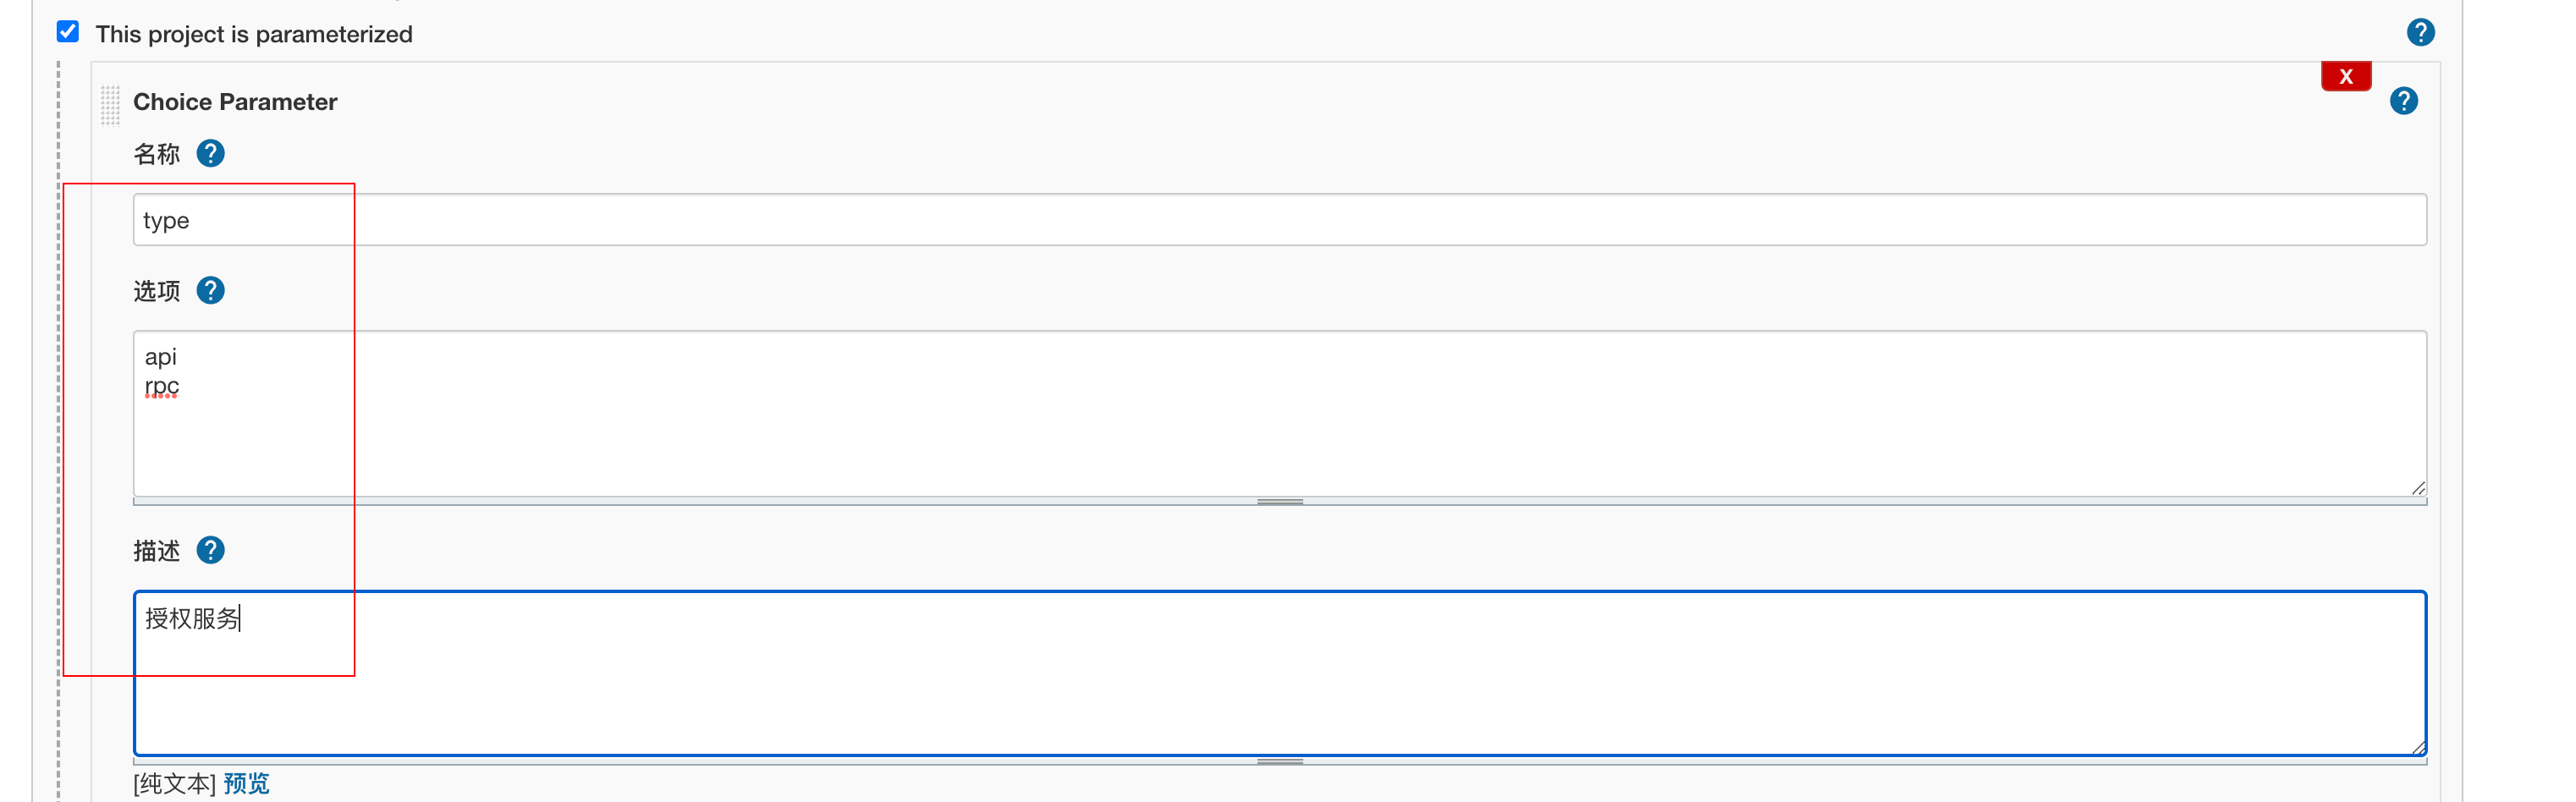 This project is parameterized
?
X
Choice Parameter
?
名称 ?
type
选项 ?
api
rpc
描述 ?
授权服务
[纯文本] 预览